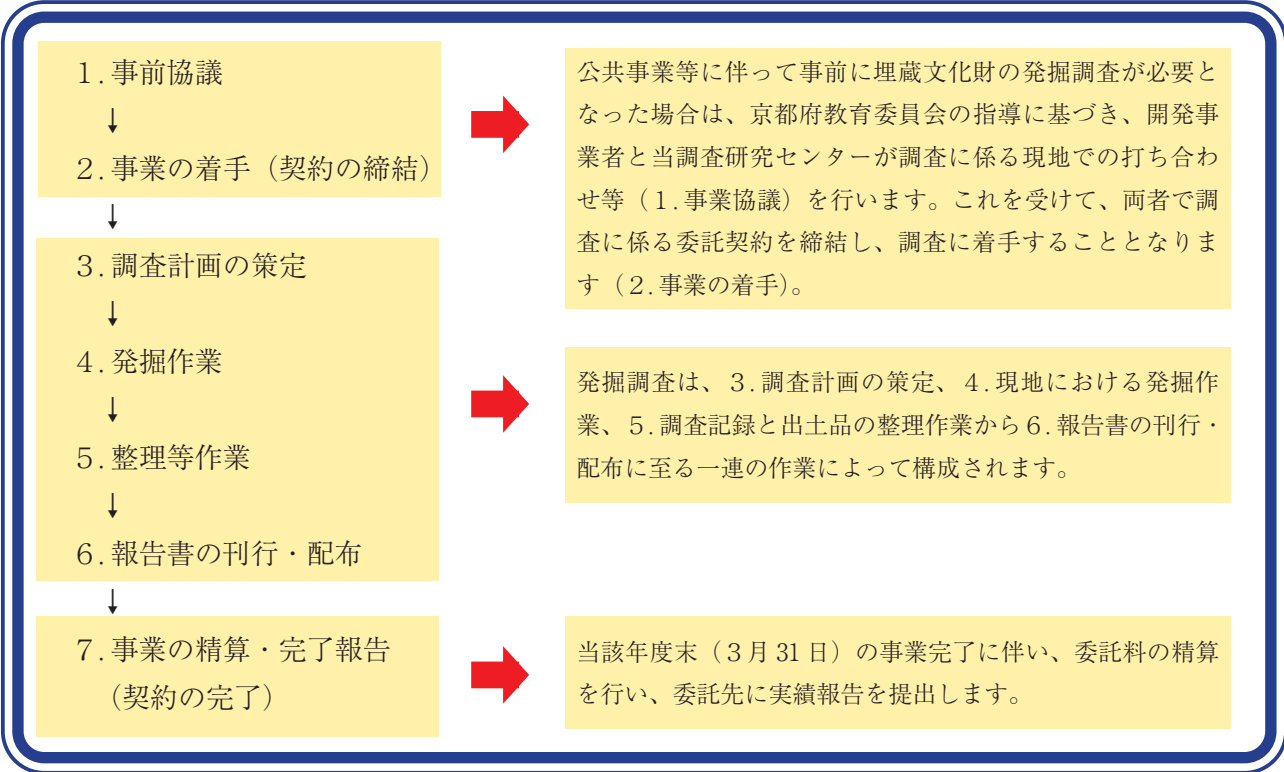 1.事前協議
↓
2.事業の着手（契約の締結）
↓
3.調査計画の策定
↓
4.発掘作業
↓
5.整理等作業
↓
6.報告書の刊行・配布
↓
7.事業の精算・完了報告
（契約の完了）
公共事業等に伴って事前に埋蔵文化財の発掘調査が必要と
なった場合は、京都府教育委員会の指導に基づき、開発事
業者と当調査研究センターが調査に係る現地での打ち合わ
せ等（1.事業協議）を行います。これを受けて、両者で調
査に係る委託契約を締結し、調査に着手することとなりま
す（2.事業の着手）。
発掘調査は、3.調査計画の策定、4.現地における発掘作
業、5.調査記録と出土品の整理作業から6.報告書の刊行・
配布に至る一連の作業によって構成されます。
当該年度末（3月31日）の事業完了に伴い、委託料の精算
を行い、委託先に実績報告を提出します。